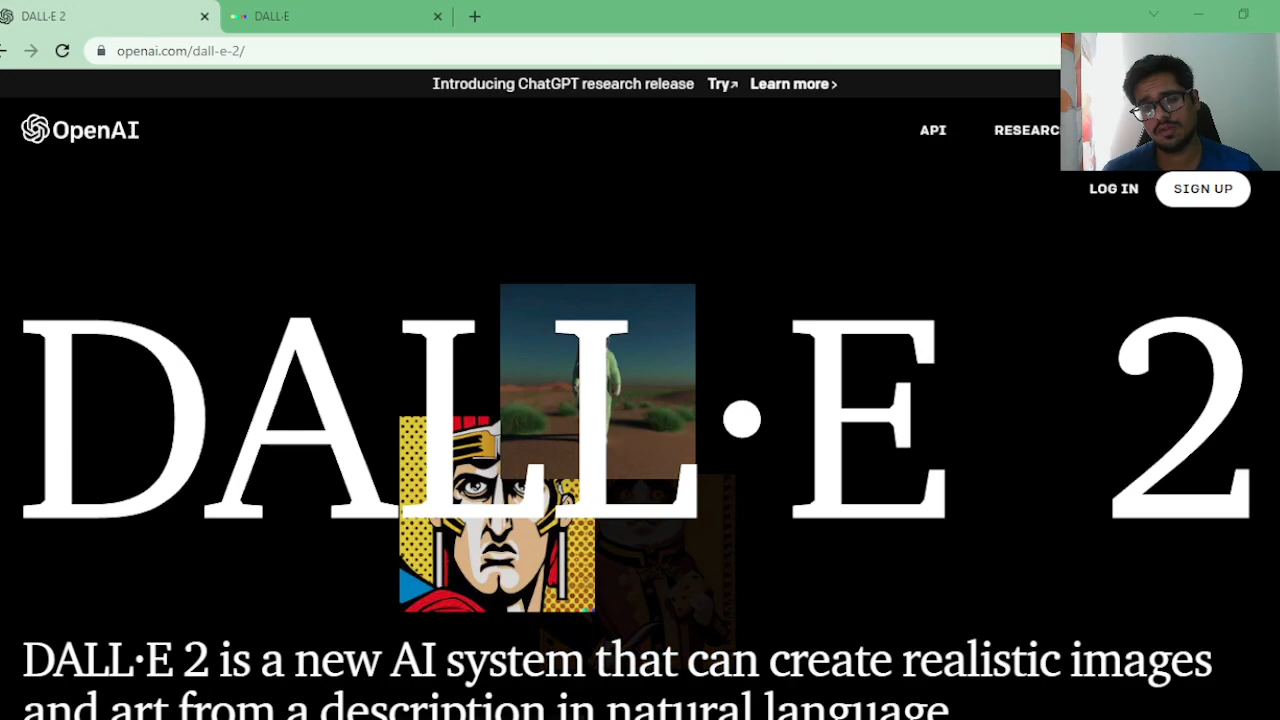 DALL·E 2
DALL·E
openai.com/dall-e-2/
Introducing ChatGPT research release Try↗ Learn more ›
OpenAI
API RESEARC
LOG IN SIGN UP
DALL·E 2
DALL·E 2 is a new AI system that can create realistic images
and art from a description in natural language